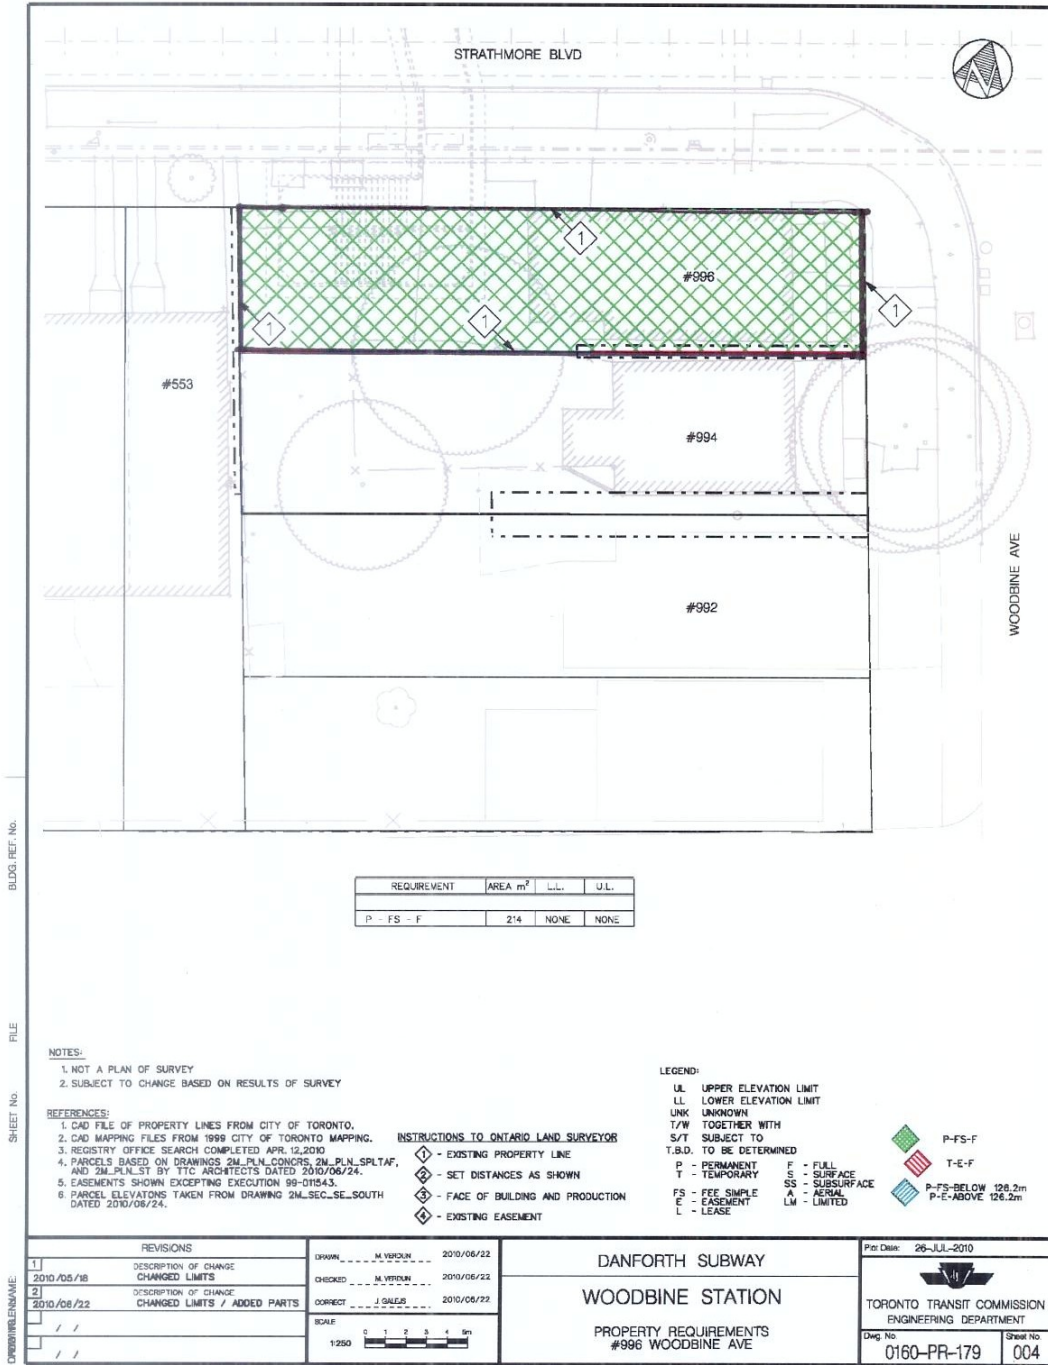 STRATHMORE BLVD
1
#996
1
1
1
#553
#994
WOODBINE AVE
#992
REQUIREMENT AREA m² L.L. U.L.
P - FS - F 214 NONE NONE
BLDG. REF. No.
FILE
SHEET No.
NOTES:
1. NOT A PLAN OF SURVEY
2. SUBJECT TO CHANGE BASED ON RESULTS OF SURVEY
REFERENCES:
1. CAD FILE OF PROPERTY LINES FROM CITY OF TORONTO.
2. CAD MAPPING FILES FROM 1999 CITY OF TORONTO MAPPING.
3. REGISTRY OFFICE SEARCH COMPLETED APR. 12,2010
4. PARCELS BASED ON DRAWINGS 2M_PLN_CONCRS, 2M_PLN_SPLTAF,
AND 2M_PLN_ST BY TTC ARCHITECTS DATED 2010/06/24.
5. EASEMENTS SHOWN EXCEPTING EXECUTION 99-011543.
6. PARCEL ELEVATONS TAKEN FROM DRAWING 2M_SEC_SE_SOUTH
DATED 2010/06/24.
INSTRUCTIONS TO ONTARIO LAND SURVEYOR
1 - EXISTING PROPERTY LINE
2 - SET DISTANCES AS SHOWN
3 - FACE OF BUILDING AND PRODUCTION
4 - EXISTING EASEMENT
LEGEND:
UL UPPER ELEVATION LIMIT
LL LOWER ELEVATION LIMIT
UNK UNKNOWN
T/W TOGETHER WITH
S/T SUBJECT TO
T.B.D. TO BE DETERMINED
P - PERMANENT F - FULL
T - TEMPORARY S - SURFACE
SS - SUBSURFACE
FS - FEE SIMPLE A - AERIAL
E - EASEMENT LM - LIMITED
L - LEASE
P-FS-F
T-E-F
P-FS-BELOW 126.2m
P-E-ABOVE 126.2m
REVISIONS
1 DESCRIPTION OF CHANGE
2010/05/18 CHANGED LIMITS
2 DESCRIPTION OF CHANGE
2010/06/22 CHANGED LIMITS / ADDED PARTS
/ /
/ /
DRAWN M. VERDUN 2010/06/22
CHECKED M. VERDUN 2010/06/22
CORRECT J. GALEJS 2010/06/22
SCALE
1:250 0 1 2 3 4 5m
DANFORTH SUBWAY
WOODBINE STATION
PROPERTY REQUIREMENTS
#996 WOODBINE AVE
Plot Date: 26-JUL-2010
TORONTO TRANSIT COMMISSION
ENGINEERING DEPARTMENT
Dwg. No. Sheet No.
0160-PR-179 004